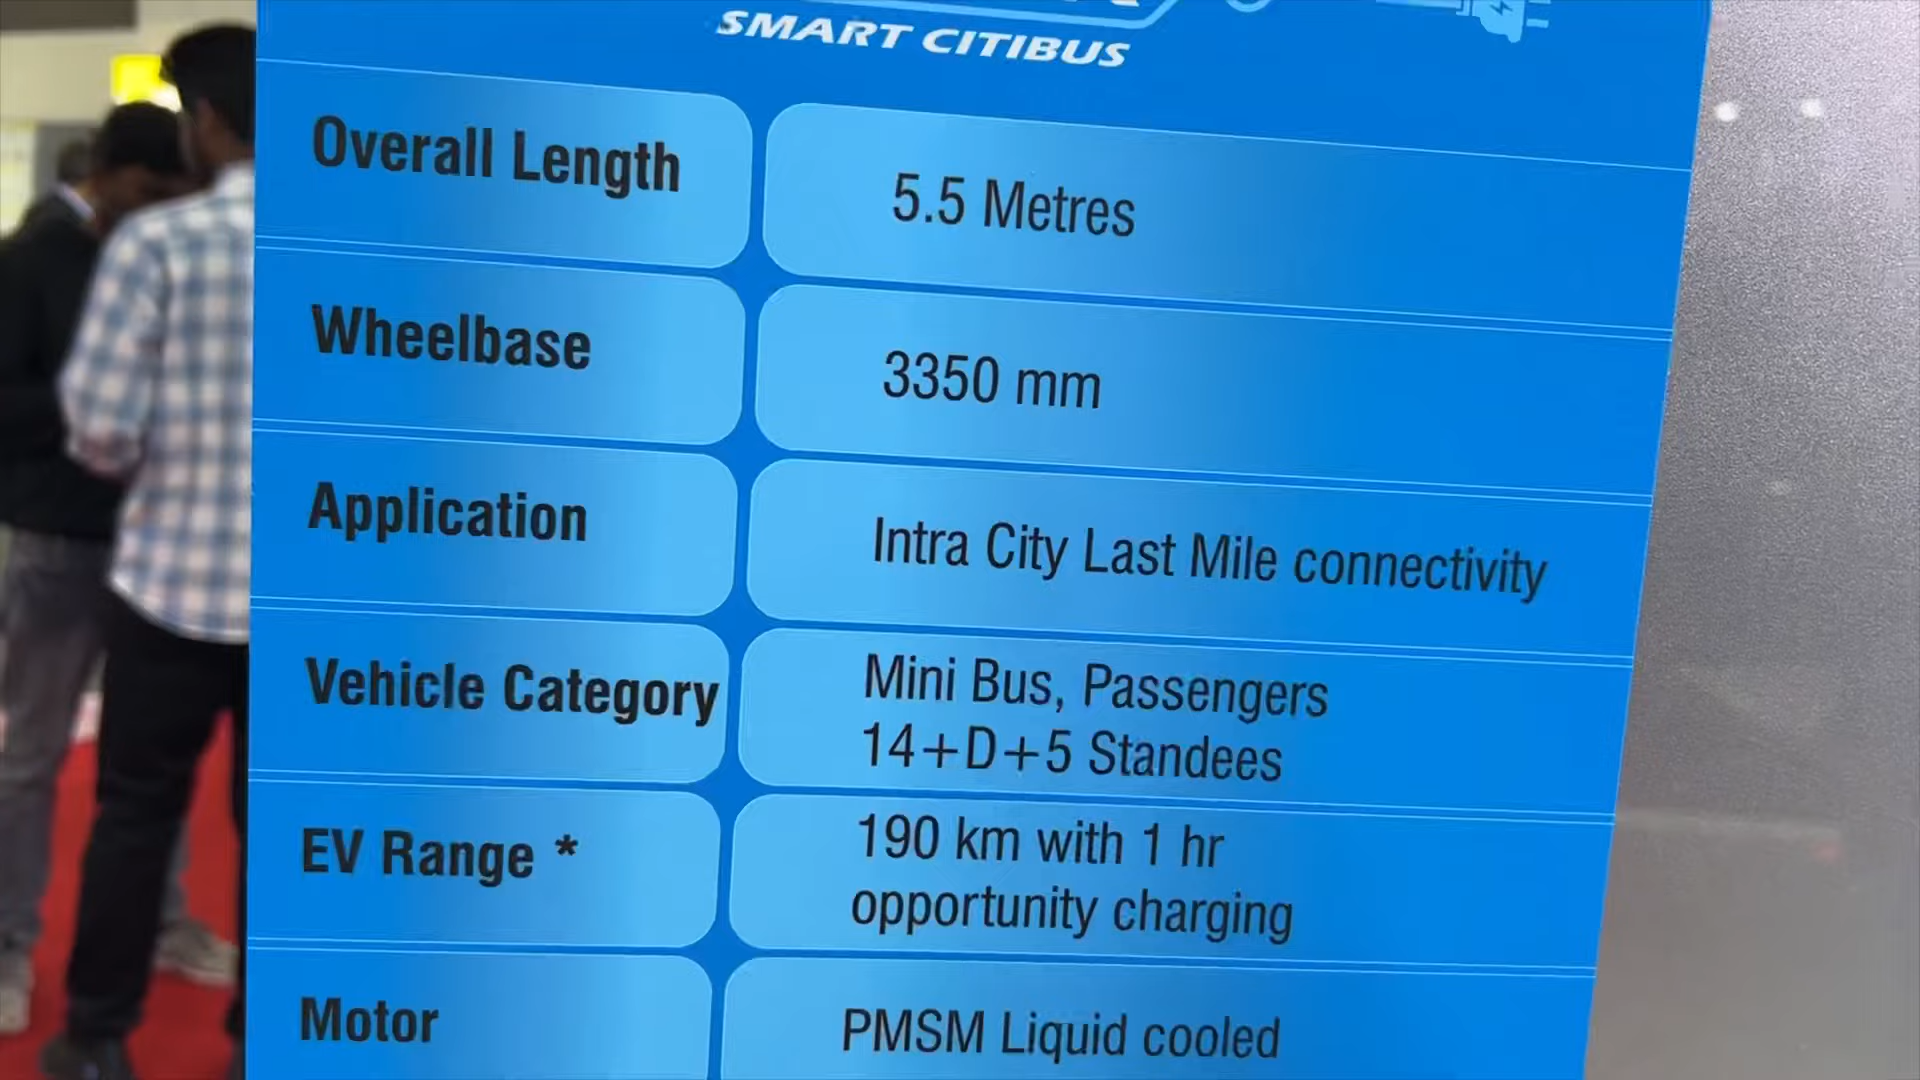 SMART CITIBUS
Overall Length
5.5 Metres
Wheelbase
3350 mm
Application
Intra City Last Mile connectivity
Vehicle Category
Mini Bus, Passengers
14+D+5 Standees
EV Range *
190 km with 1 hr
opportunity charging
Motor
PMSM Liquid cooled